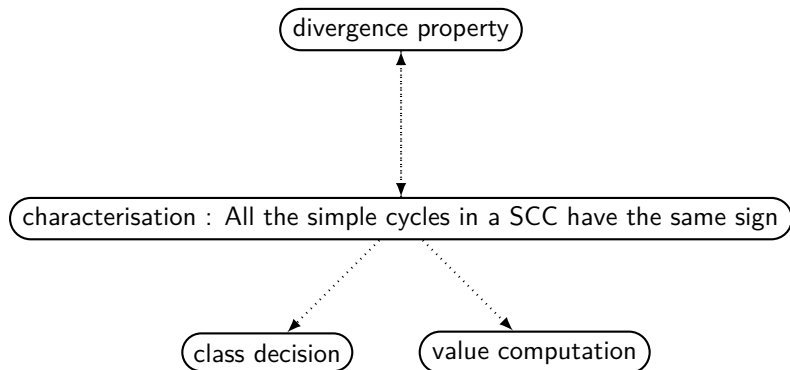 divergence property
characterisation : All the simple cycles in a SCC have the same sign
class decision
value computation